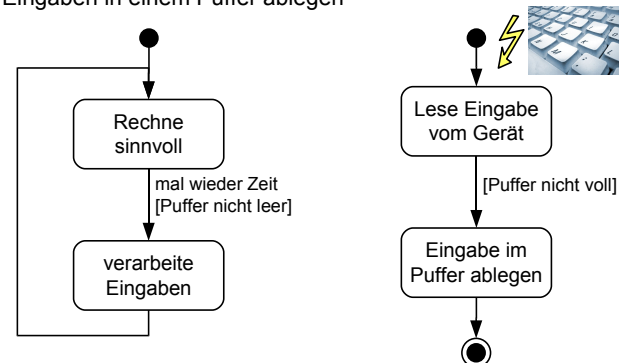 Eingaben in einem Puffer ablegen
Rechne
sinnvoll
mal wieder Zeit
[Puffer nicht leer]
verarbeite
Eingaben
Lese Eingabe
vom Gerät
[Puffer nicht voll]
Eingabe im
Puffer ablegen